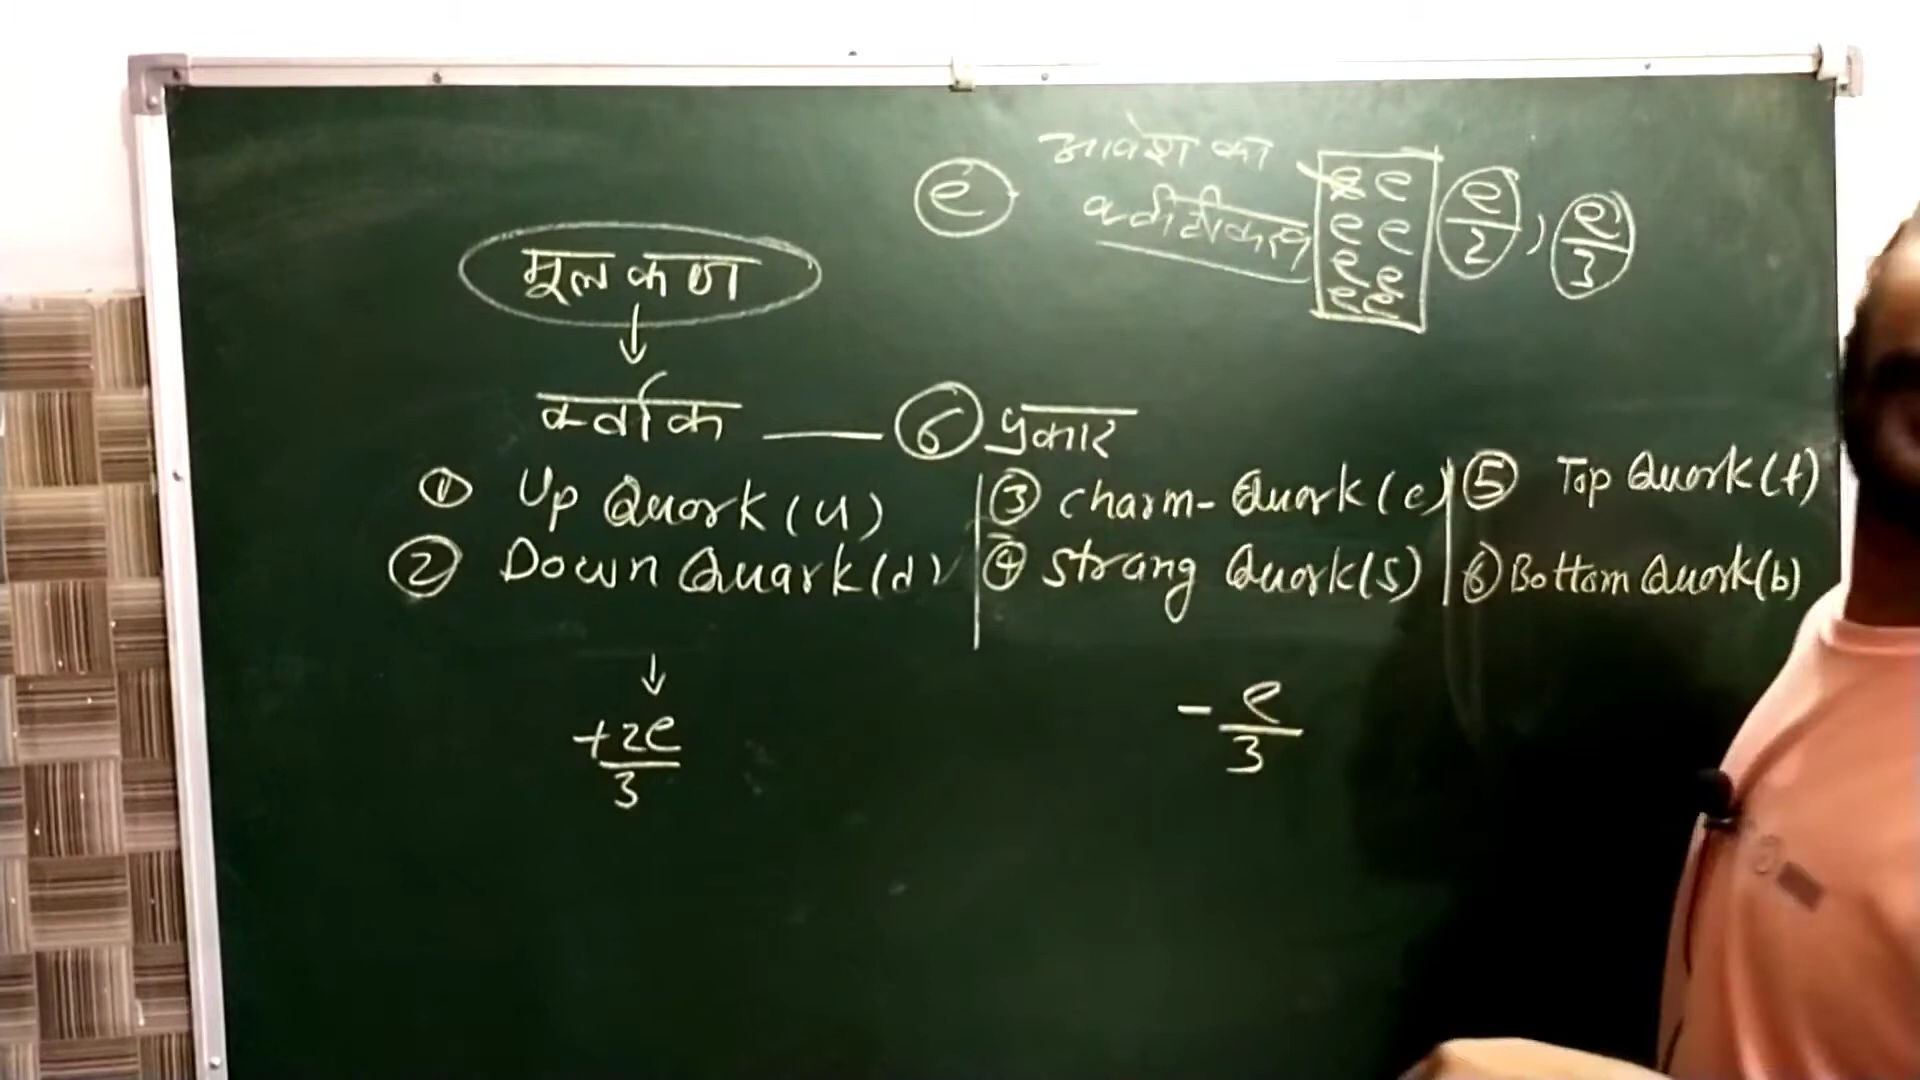 e आवेश का
क्वांटीकरण e e e/2 , e/3
e e
e e
e e
मूल कण
↓
क्वार्क — 6 प्रकार
① Up Quark (u) ③ Charm-Quark (c) ⑤ Top Quark (t)
② Down Quark (d) ④ Strang Quark (s) ⑥ Bottom Quark (b)
↓
+2e/3 -e/3